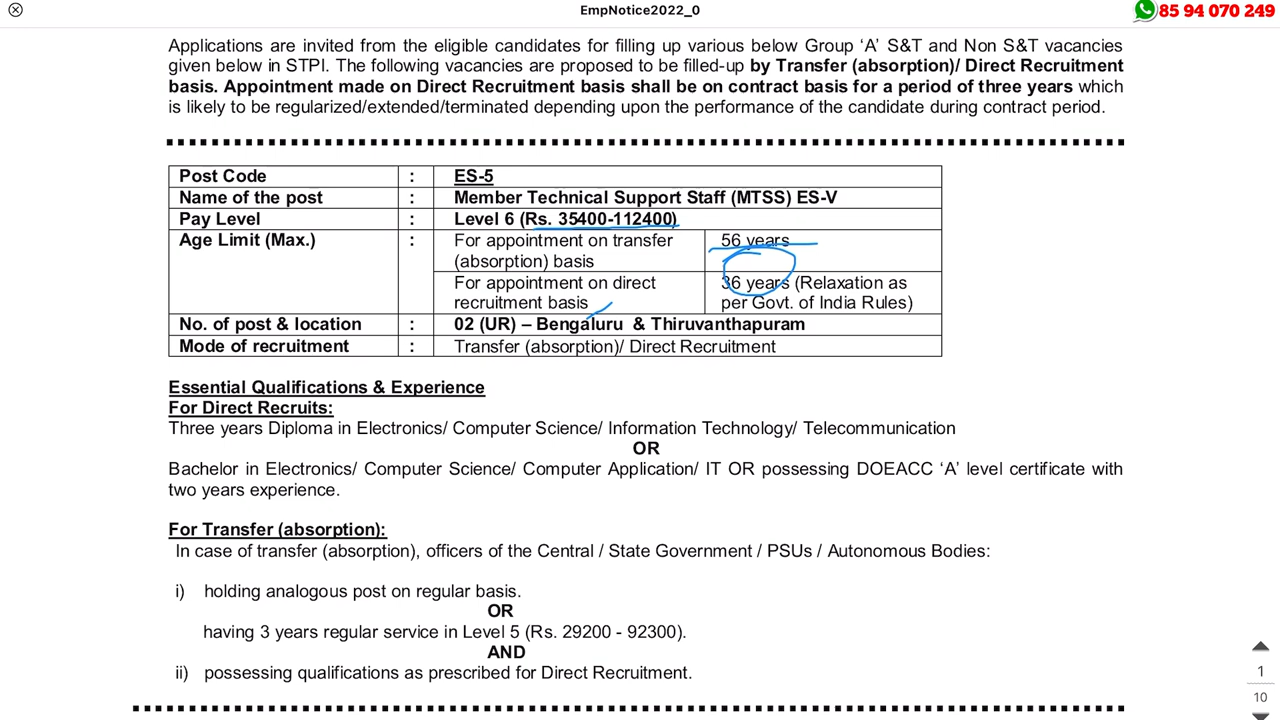 EmpNotice2022_0
85 94 070 249
Applications are invited from the eligible candidates for filling up various below Group ‘A’ S&T and Non S&T vacancies
given below in STPI. The following vacancies are proposed to be filled-up by Transfer (absorption)/ Direct Recruitment
basis. Appointment made on Direct Recruitment basis shall be on contract basis for a period of three years which
is likely to be regularized/extended/terminated depending upon the performance of the candidate during contract period.
Post Code : ES-5
Name of the post : Member Technical Support Staff (MTSS) ES-V
Pay Level : Level 6 (Rs. 35400-112400)
Age Limit (Max.) : For appointment on transfer 56 years
(absorption) basis
For appointment on direct 36 years (Relaxation as
recruitment basis per Govt. of India Rules)
No. of post & location : 02 (UR) – Bengaluru & Thiruvanthapuram
Mode of recruitment : Transfer (absorption)/ Direct Recruitment
Essential Qualifications & Experience
For Direct Recruits:
Three years Diploma in Electronics/ Computer Science/ Information Technology/ Telecommunication
OR
Bachelor in Electronics/ Computer Science/ Computer Application/ IT OR possessing DOEACC ‘A’ level certificate with
two years experience.
For Transfer (absorption):
In case of transfer (absorption), officers of the Central / State Government / PSUs / Autonomous Bodies:
i) holding analogous post on regular basis.
OR
having 3 years regular service in Level 5 (Rs. 29200 - 92300).
AND
ii) possessing qualifications as prescribed for Direct Recruitment.
1
10